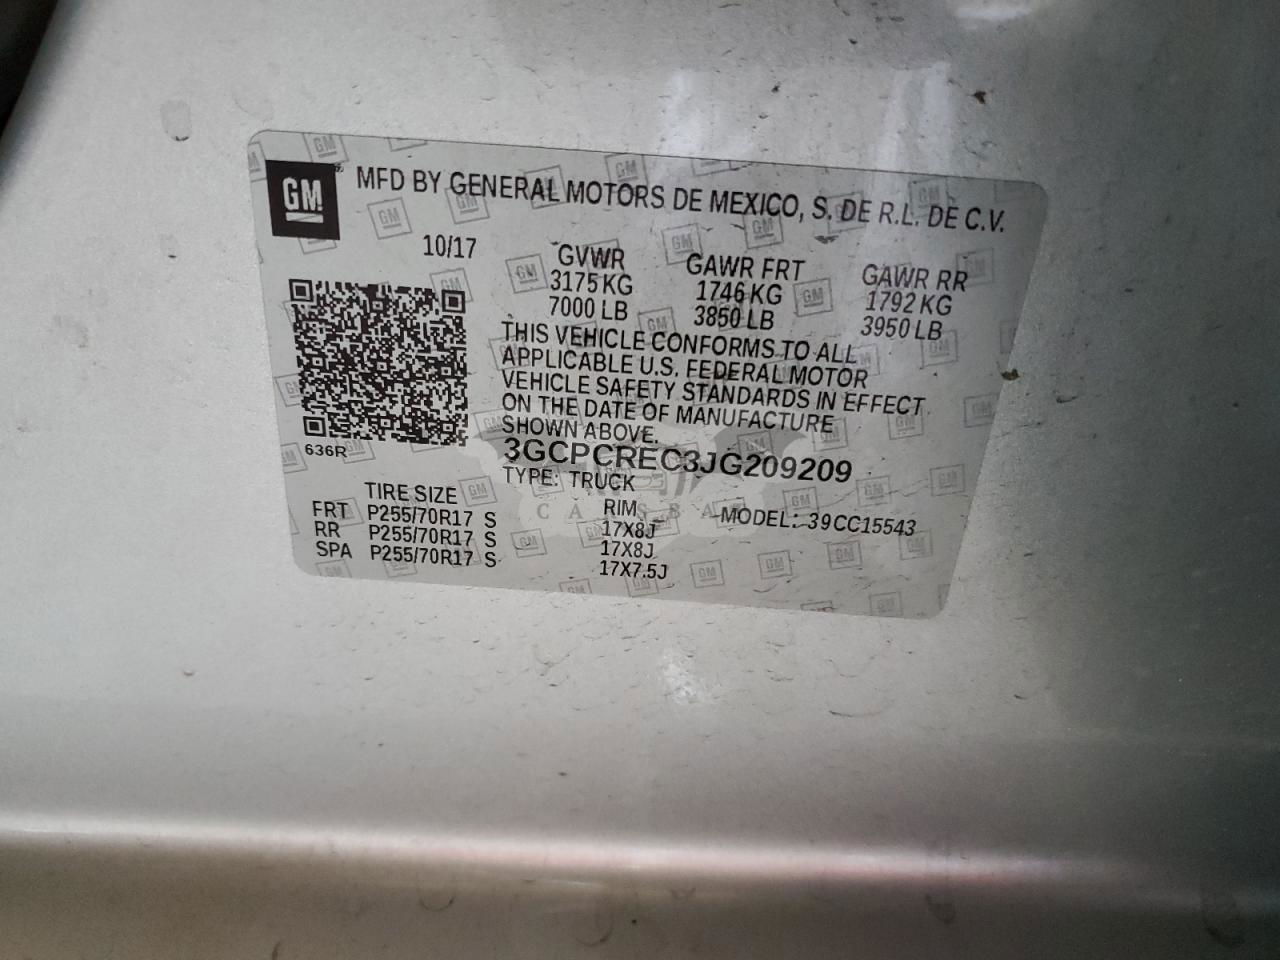 GM
MFD BY GENERAL MOTORS DE MEXICO, S. DE R.L. DE C.V.
10/17
GVWR GAWR FRT GAWR RR
3175 KG 1746 KG 1792 KG
7000 LB 3850 LB 3950 LB
THIS VEHICLE CONFORMS TO ALL
APPLICABLE U.S. FEDERAL MOTOR
VEHICLE SAFETY STANDARDS IN EFFECT
ON THE DATE OF MANUFACTURE
SHOWN ABOVE.
636R
3GCPCREC3JG209209
TYPE: TRUCK
MODEL: 39CC15543
TIRE SIZE RIM
FRT P255/70R17 S 17X8J
RR P255/70R17 S 17X8J
SPA P255/70R17 S 17X7.5J